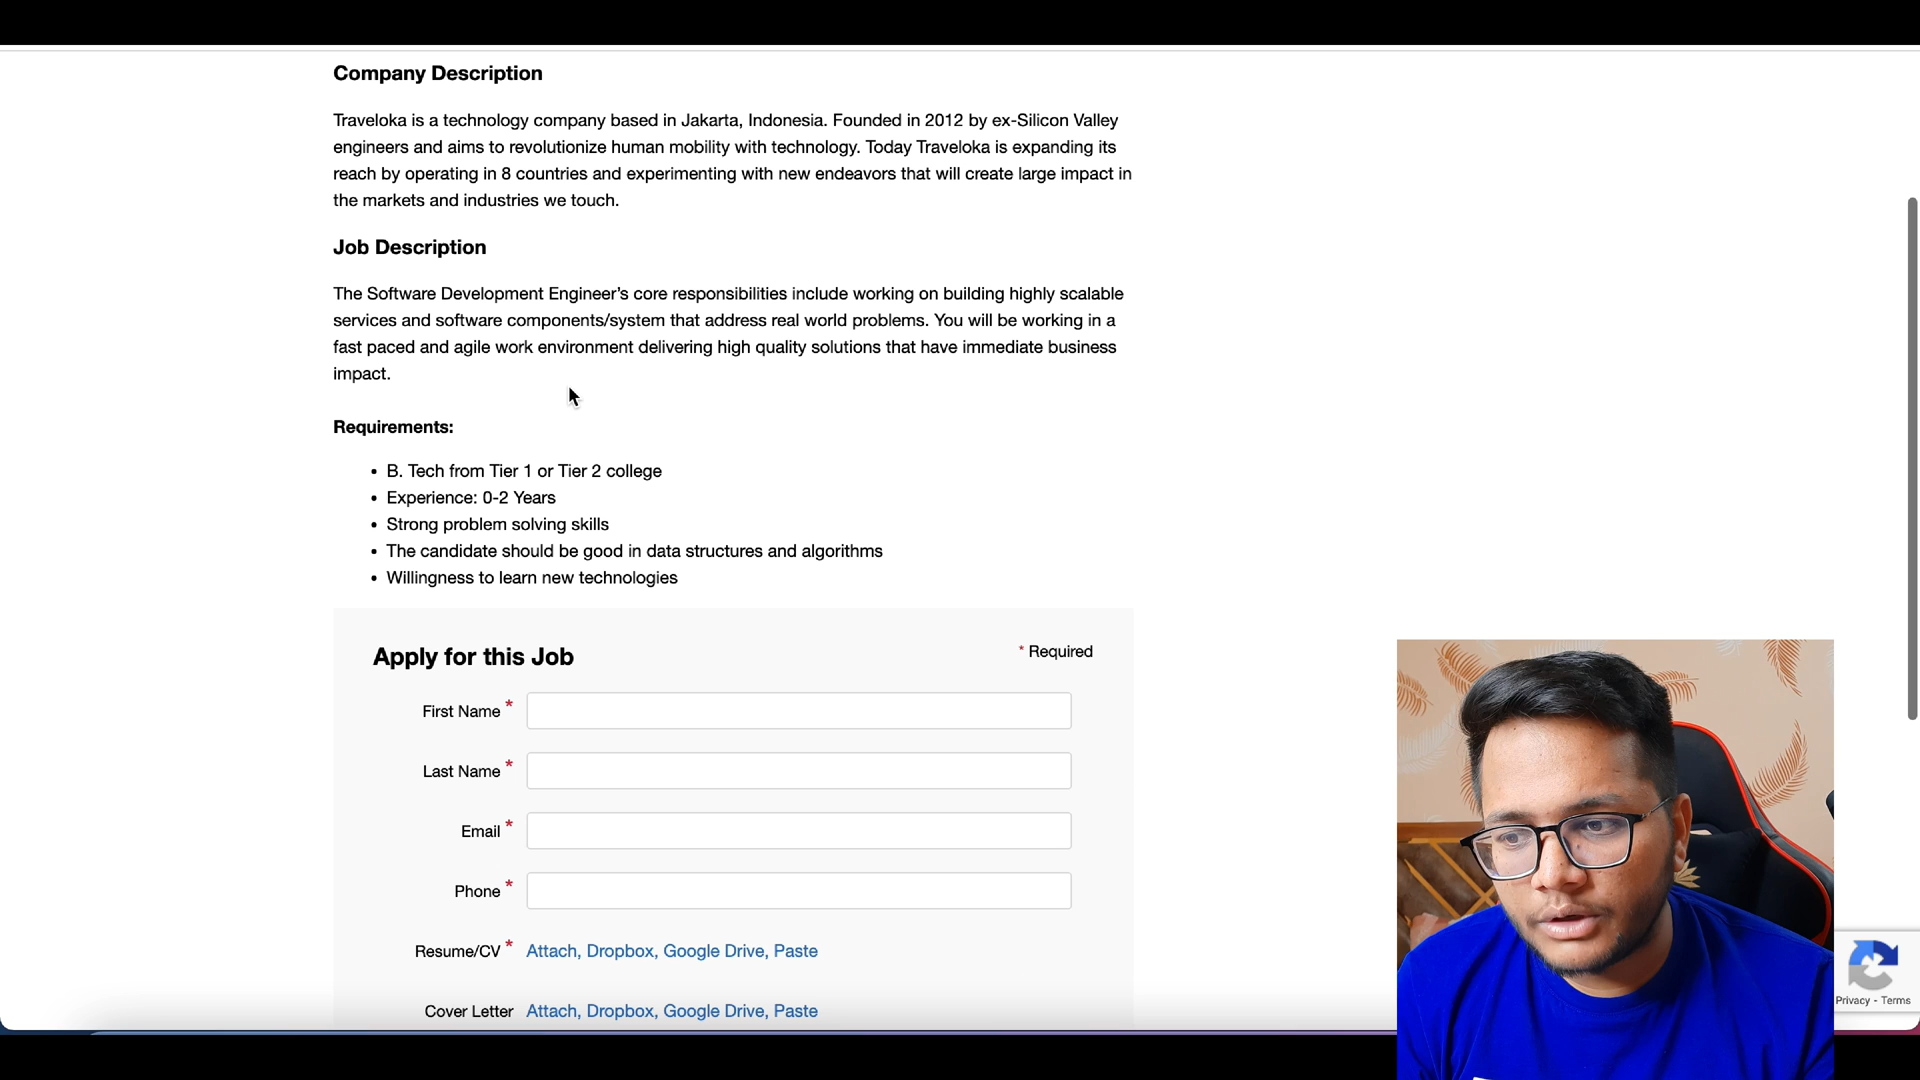 Company Description
Traveloka is a technology company based in Jakarta, Indonesia. Founded in 2012 by ex-Silicon Valley
engineers and aims to revolutionize human mobility with technology. Today Traveloka is expanding its
reach by operating in 8 countries and experimenting with new endeavors that will create large impact in
the markets and industries we touch.
Job Description
The Software Development Engineer’s core responsibilities include working on building highly scalable
services and software components/system that address real world problems. You will be working in a
fast paced and agile work environment delivering high quality solutions that have immediate business
impact.
Requirements:
• B. Tech from Tier 1 or Tier 2 college
• Experience: 0-2 Years
• Strong problem solving skills
• The candidate should be good in data structures and algorithms
• Willingness to learn new technologies
Apply for this Job
* Required
First Name *
Last Name *
Email *
Phone *
Resume/CV * Attach, Dropbox, Google Drive, Paste
Cover Letter Attach, Dropbox, Google Drive, Paste
Privacy - Terms